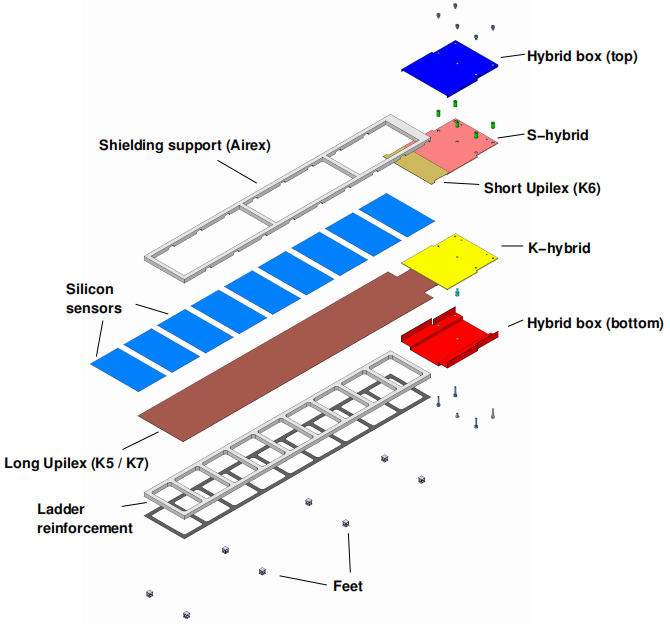 Hybrid box (top)
Shielding support (Airex)
S−hybrid
Short Upilex (K6)
K−hybrid
Silicon
sensors
Hybrid box (bottom)
Long Upilex (K5 / K7)
Ladder
reinforcement
Feet